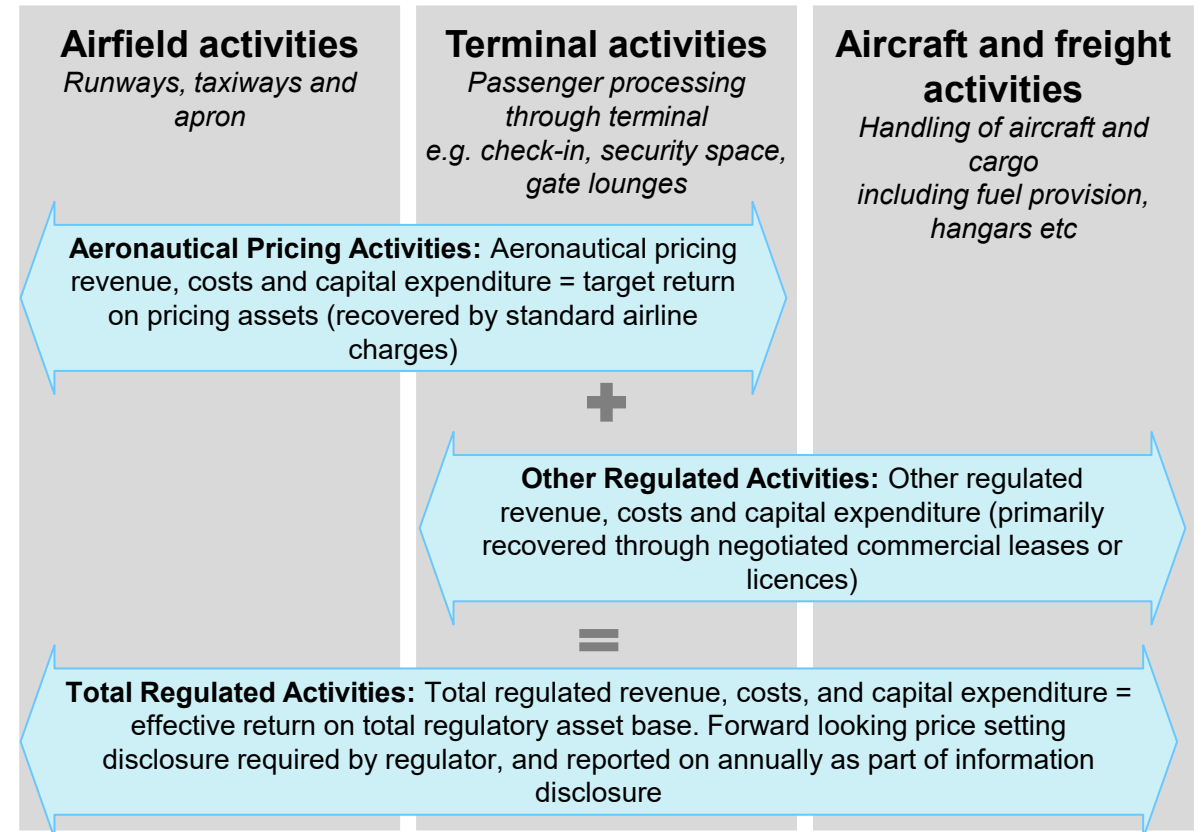 Airfield activities
Runways, taxiways and
apron
Terminal activities
Passenger processing
through terminal
e.g. check-in, security space,
gate lounges
Aircraft and freight
activities
Handling of aircraft and
cargo
including fuel provision,
hangars etc
Aeronautical Pricing Activities: Aeronautical pricing
revenue, costs and capital expenditure = target return
on pricing assets (recovered by standard airline
charges)
+
Other Regulated Activities: Other regulated
revenue, costs and capital expenditure (primarily
recovered through negotiated commercial leases or
licences)
=
Total Regulated Activities: Total regulated revenue, costs, and capital expenditure =
effective return on total regulatory asset base. Forward looking price setting
disclosure required by regulator, and reported on annually as part of information
disclosure